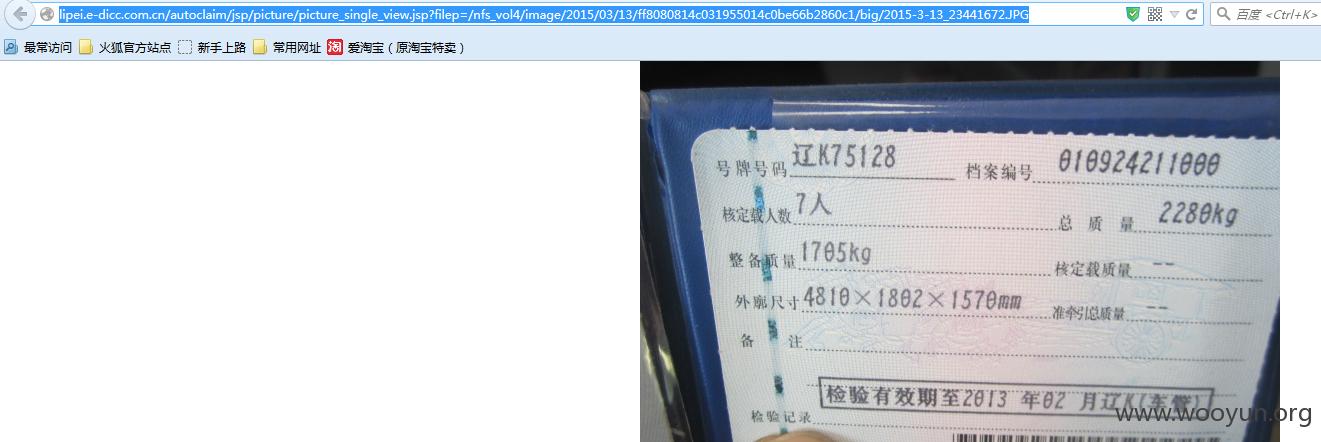 lipei.e-dicc.com.cn/autoclaim/jsp/picture/picture_single_view.jsp?filep=/nfs_vol4/image/2015/03/13/ff8080814c031955014c0be66b2860c1/big/2015-3-13_23441672.JPG
百度 <Ctrl+K>
最常访问 火狐官方站点 新手上路 常用网址 淘 爱淘宝（原淘宝特卖）
号牌号码 辽K75128 档案编号 010924211000
核定载人数 7人 总质量 2280kg
整备质量 1705kg 核定载质量 --
外廓尺寸 4810×1802×1570mm 准牵引总质量 --
备注
检验有效期至2013 年02 月辽K(车管)
检验记录
www.wooyun.org